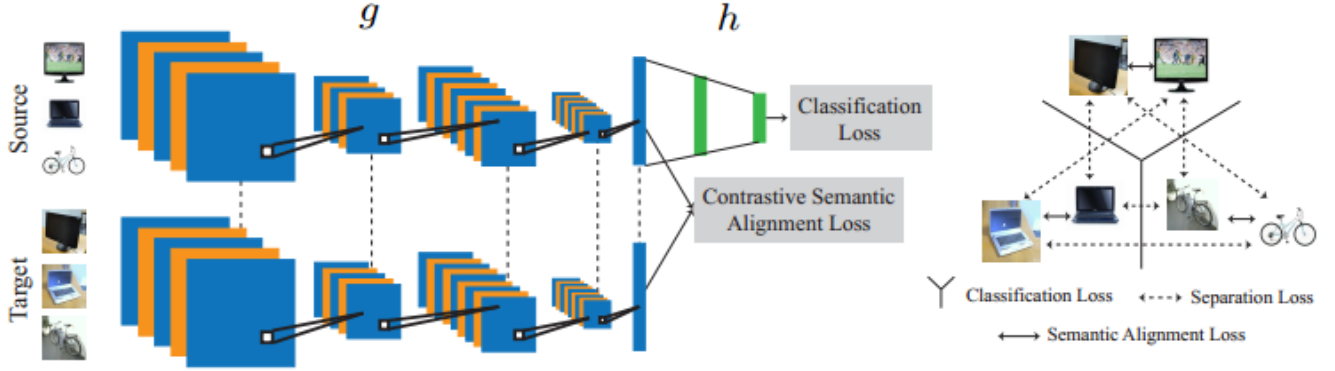 g
h
Source
Target
Classification
Loss
Contrastive Semantic
Alignment Loss
Classification Loss
Separation Loss
Semantic Alignment Loss